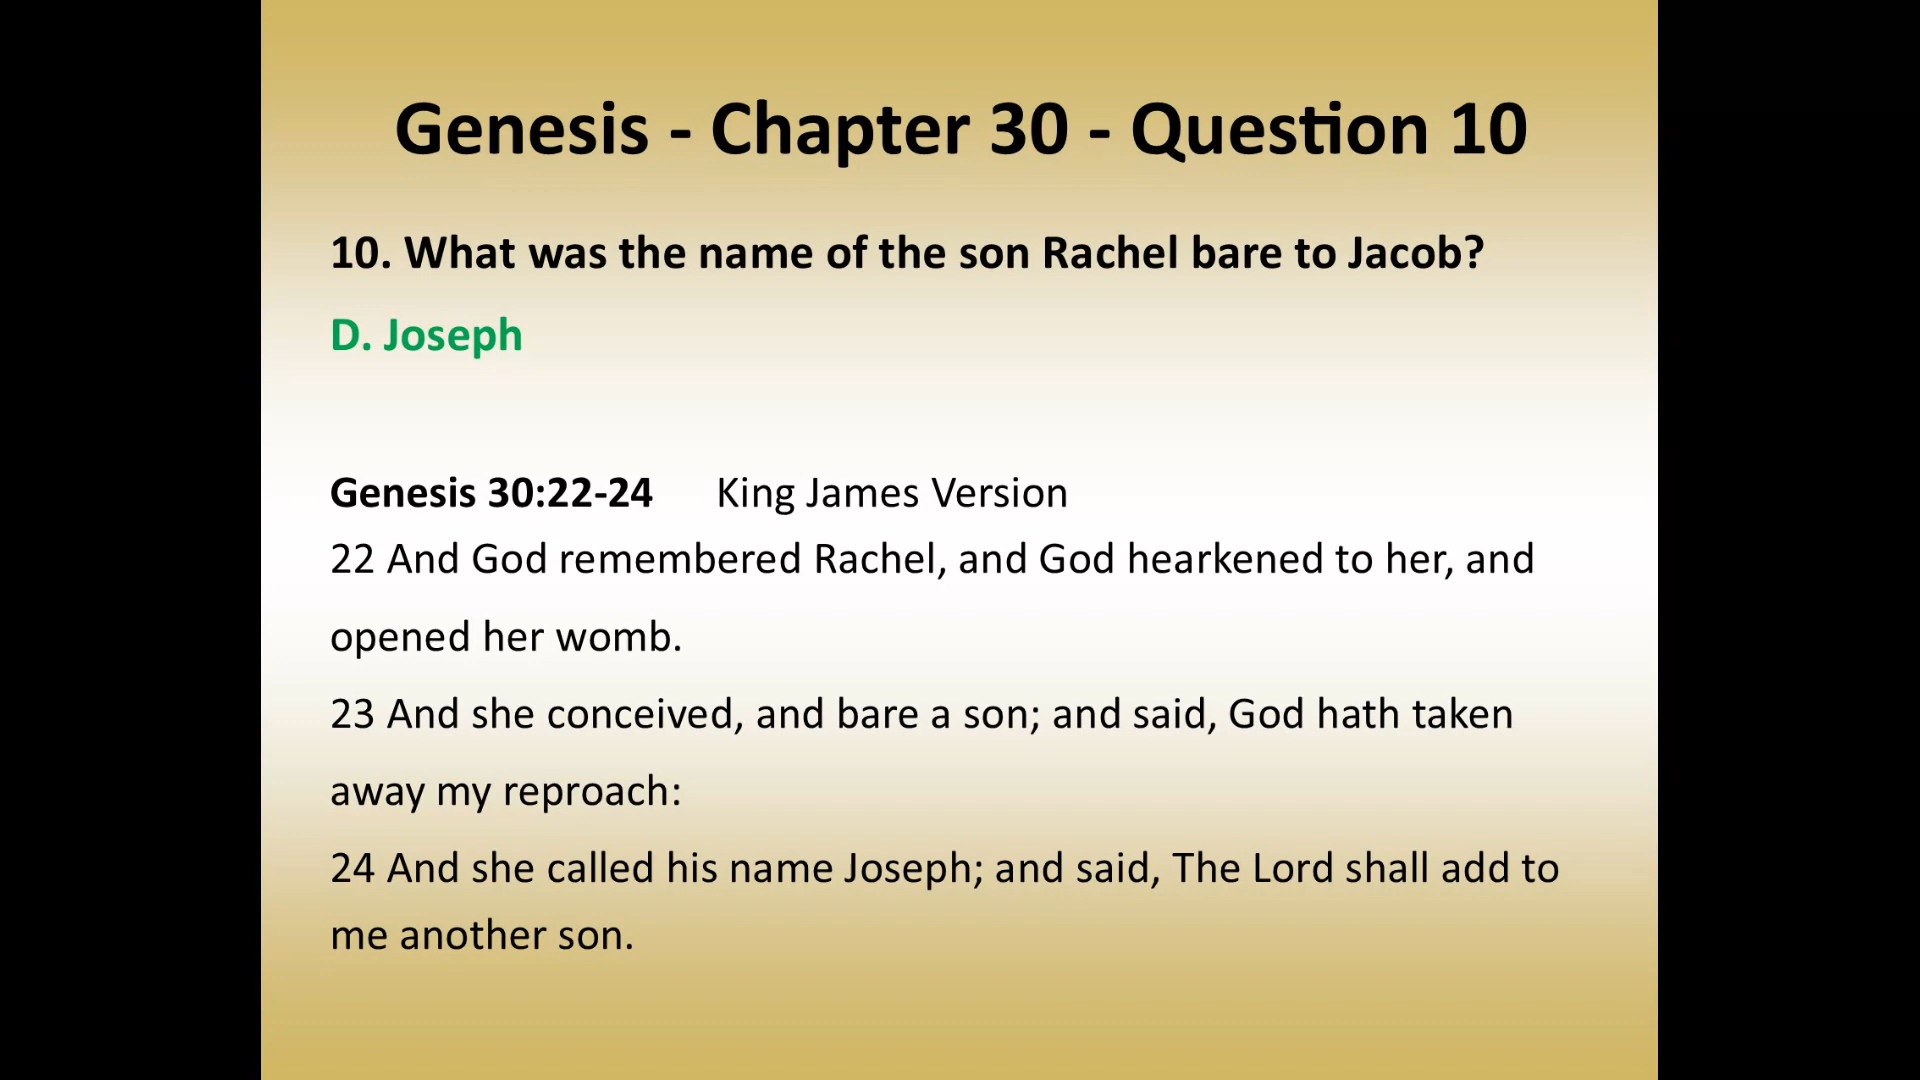 Genesis - Chapter 30 - Question 10
10. What was the name of the son Rachel bare to Jacob?
D. Joseph
Genesis 30:22-24 King James Version
22 And God remembered Rachel, and God hearkened to her, and
opened her womb.
23 And she conceived, and bare a son; and said, God hath taken
away my reproach:
24 And she called his name Joseph; and said, The Lord shall add to
me another son.